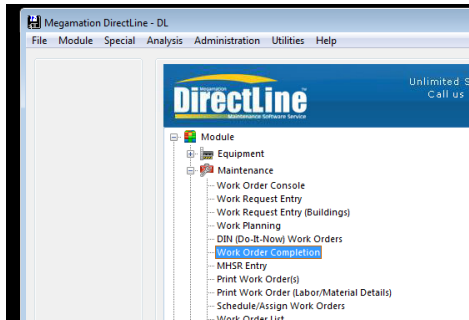 Megamation DirectLine - DL
File Module Special Analysis Administration Utilities Help
Unlimited S
Call us
Megamation
DirectLine
Maintenance Software Service
Module
Equipment
Maintenance
Work Order Console
Work Request Entry
Work Request Entry (Buildings)
Work Planning
DIN (Do-It-Now) Work Orders
Work Order Completion
MHSR Entry
Print Work Order(s)
Print Work Order (Labor/Material Details)
Schedule/Assign Work Orders
Work Order List